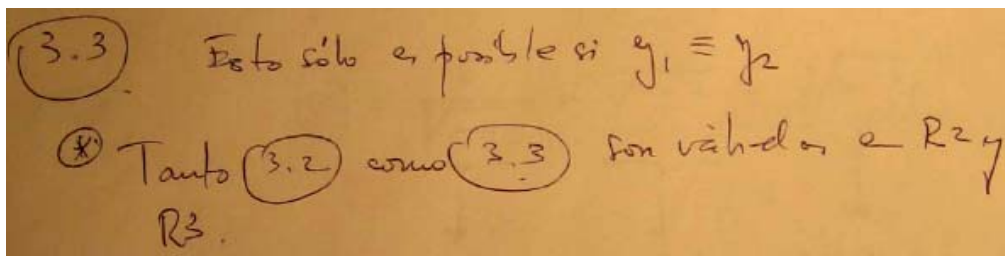 3.3 Esto sólo es posible si y₁ ≡ y₂
* Tanto 3.2 como 3.3 son válidos en R2 y
R3.